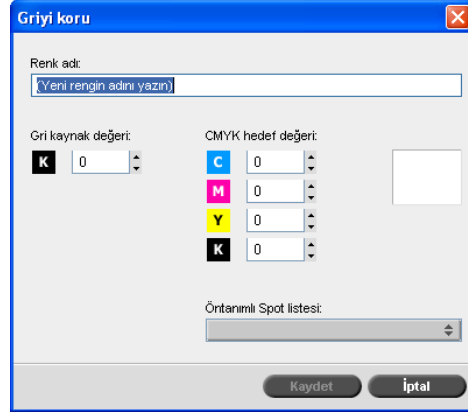 Griyi koru
Renk adı:
(Yeni rengin adını yazın)
Gri kaynak değeri:
CMYK hedef değeri:
K 0
C 0
M 0
Y 0
K 0
Öntanımlı Spot listesi:
Kaydet İptal